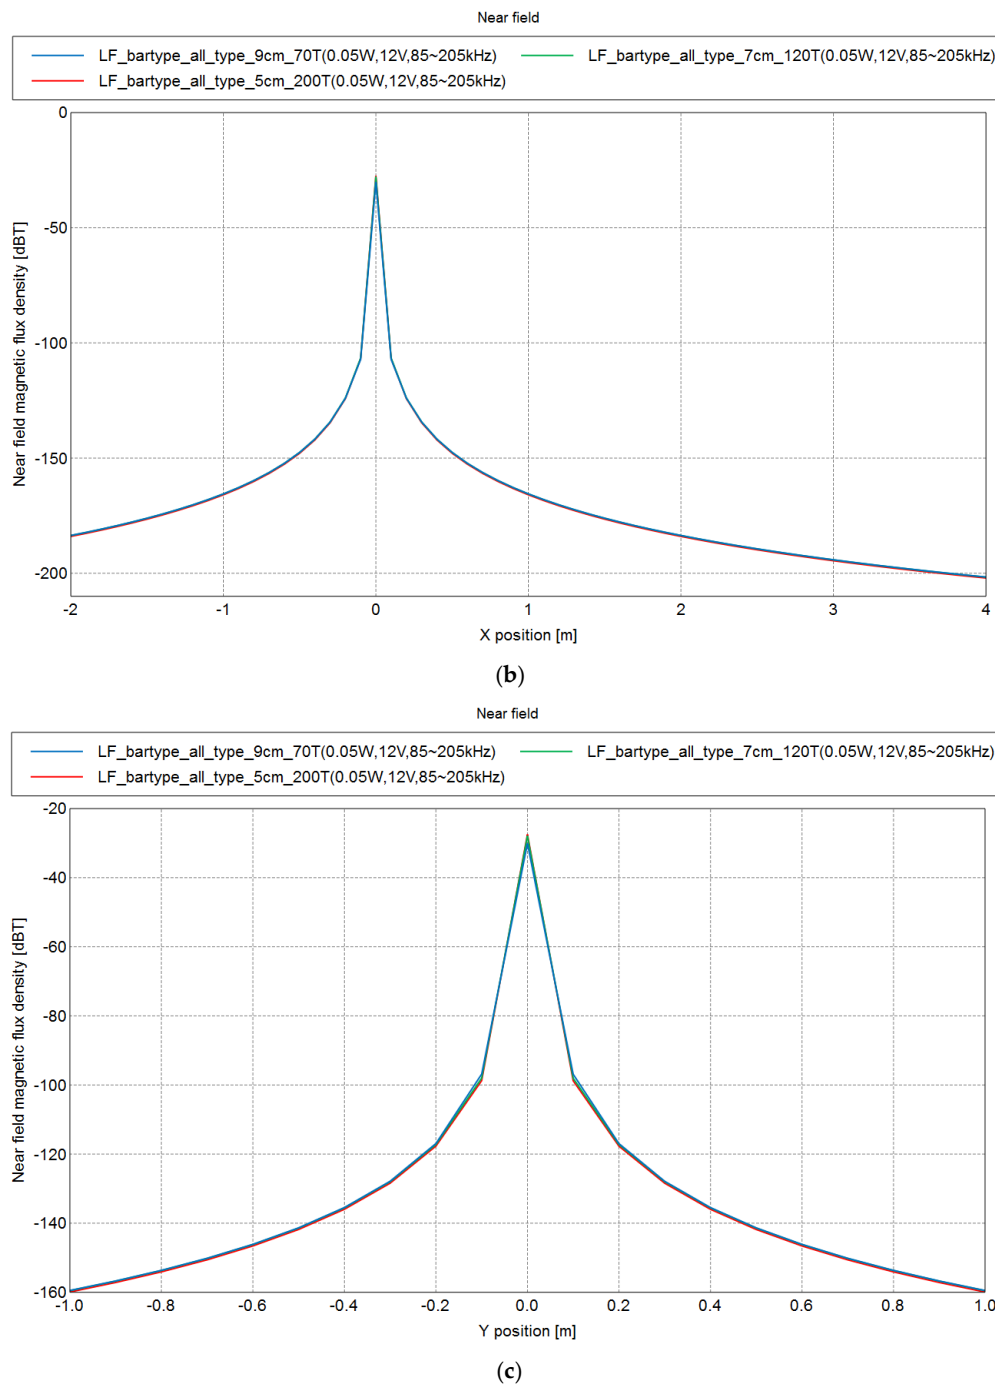 Near field
LF_bartype_all_type_9cm_70T(0.05W,12V,85~205kHz) LF_bartype_all_type_7cm_120T(0.05W,12V,85~205kHz)
LF_bartype_all_type_5cm_200T(0.05W,12V,85~205kHz)
Near field magnetic flux density [dBT]
0
-50
-100
-150
-200
-2 -1 0 1 2 3 4
X position [m]
(b)
Near field
LF_bartype_all_type_9cm_70T(0.05W,12V,85~205kHz) LF_bartype_all_type_7cm_120T(0.05W,12V,85~205kHz)
LF_bartype_all_type_5cm_200T(0.05W,12V,85~205kHz)
Near field magnetic flux density [dBT]
-20
-40
-60
-80
-100
-120
-140
-160
-1.0 -0.8 -0.6 -0.4 -0.2 0.0 0.2 0.4 0.6 0.8 1.0
Y position [m]
(c)